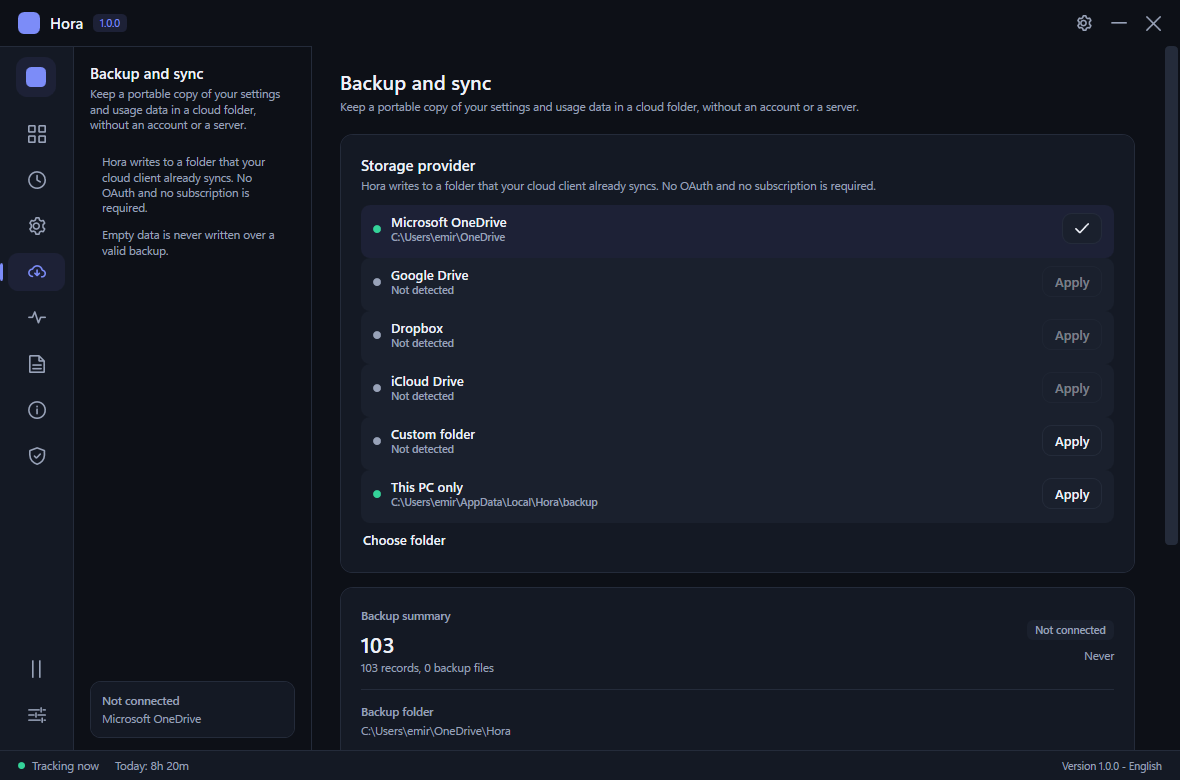 Hora
1.0.0
Backup and sync
Keep a portable copy of your settings
and usage data in a cloud folder,
without an account or a server.
Hora writes to a folder that your
cloud client already syncs. No
OAuth and no subscription is
required.
Empty data is never written over a
valid backup.
Not connected
Microsoft OneDrive
Backup and sync
Keep a portable copy of your settings and usage data in a cloud folder, without an account or a server.
Storage provider
Hora writes to a folder that your cloud client already syncs. No OAuth and no subscription is required.
Microsoft OneDrive
C:\Users\emir\OneDrive
Google Drive
Not detected
Apply
Dropbox
Not detected
Apply
iCloud Drive
Not detected
Apply
Custom folder
Not detected
Apply
This PC only
C:\Users\emir\AppData\Local\Hora\backup
Apply
Choose folder
Backup summary
103
103 records, 0 backup files
Not connected
Never
Backup folder
C:\Users\emir\OneDrive\Hora
Tracking now
Today: 8h 20m
Version 1.0.0 - English